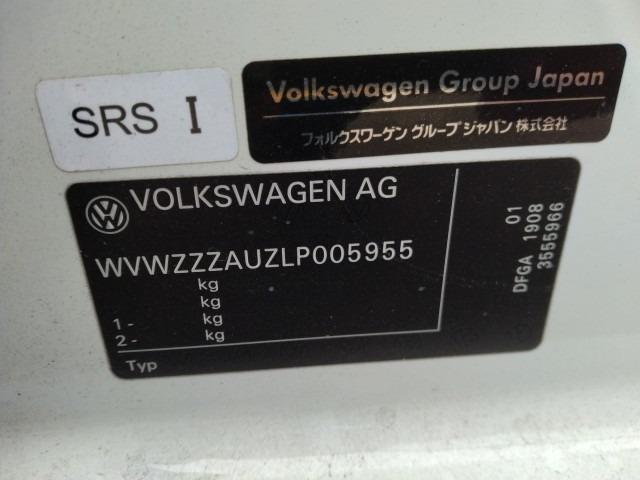 SRS I
Volkswagen Group Japan
フォルクスワーゲン グループ ジャパン 株式会社
VOLKSWAGEN AG
WVWZZZAUZLP005955
kg
kg
1 - kg
2 - kg
Typ
01
DFGA 1908
3555966